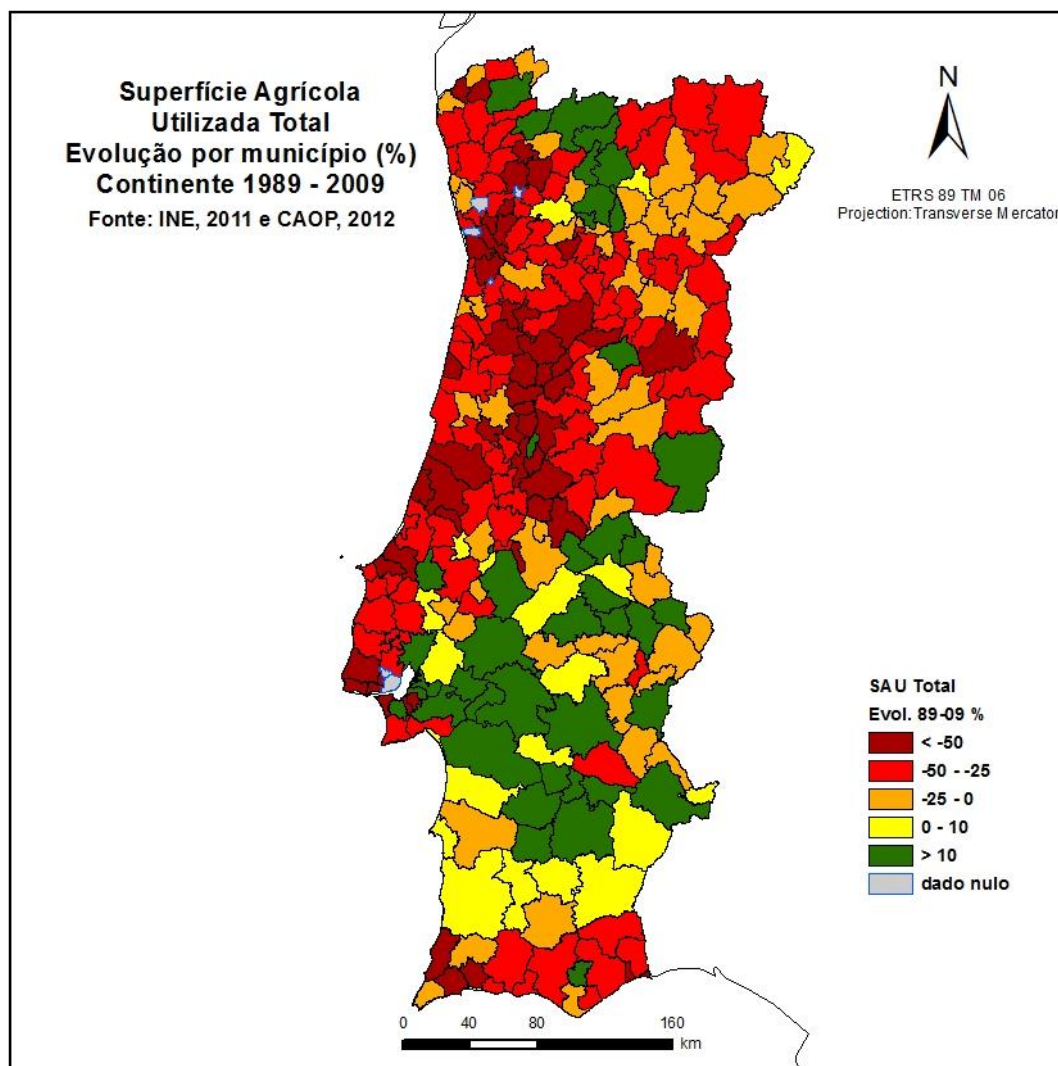 Superfície Agrícola
Utilizada Total
Evolução por município (%)
Continente 1989 - 2009
Fonte: INE, 2011 e CAOP, 2012
N
ETRS 89 TM 06
Projection:Transverse Mercator
SAU Total
Evol. 89-09 %
< -50
-50 - -25
-25 - 0
0 - 10
> 10
dado nulo
0 40 80 160
km